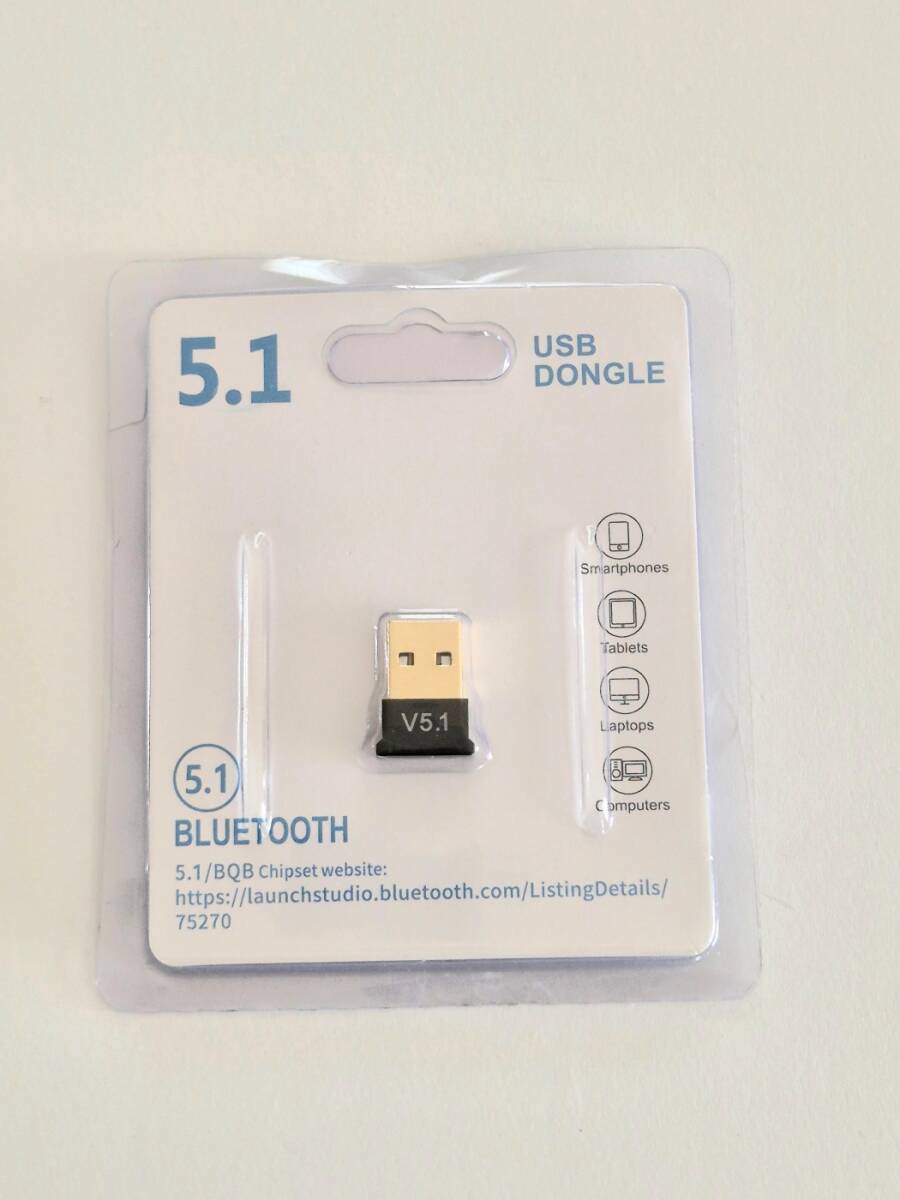 5.1
USB
DONGLE
Smartphones
Tablets
Laptops
Computers
V5.1
5.1
BLUETOOTH
5.1/BQB Chipset website:
https://launchstudio.bluetooth.com/ListingDetails/
75270